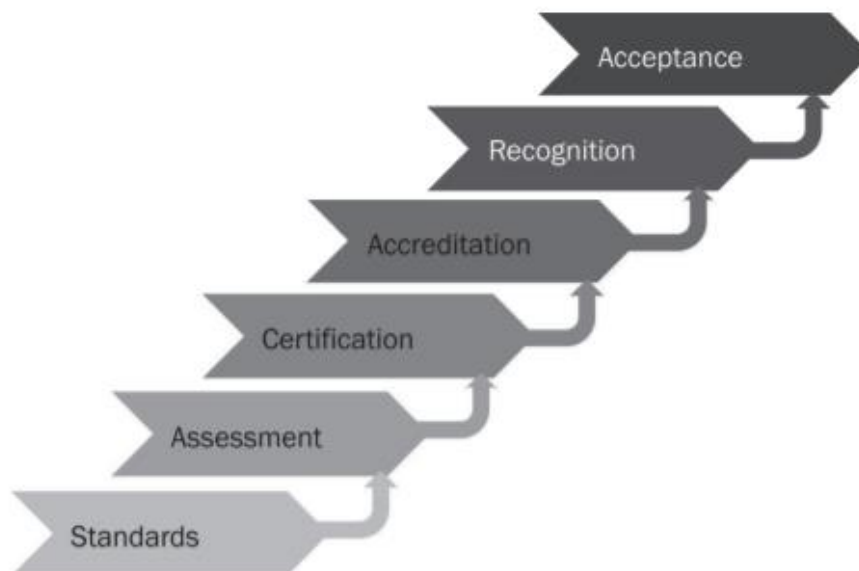 Acceptance
Recognition
Accreditation
Certification
Assessment
Standards